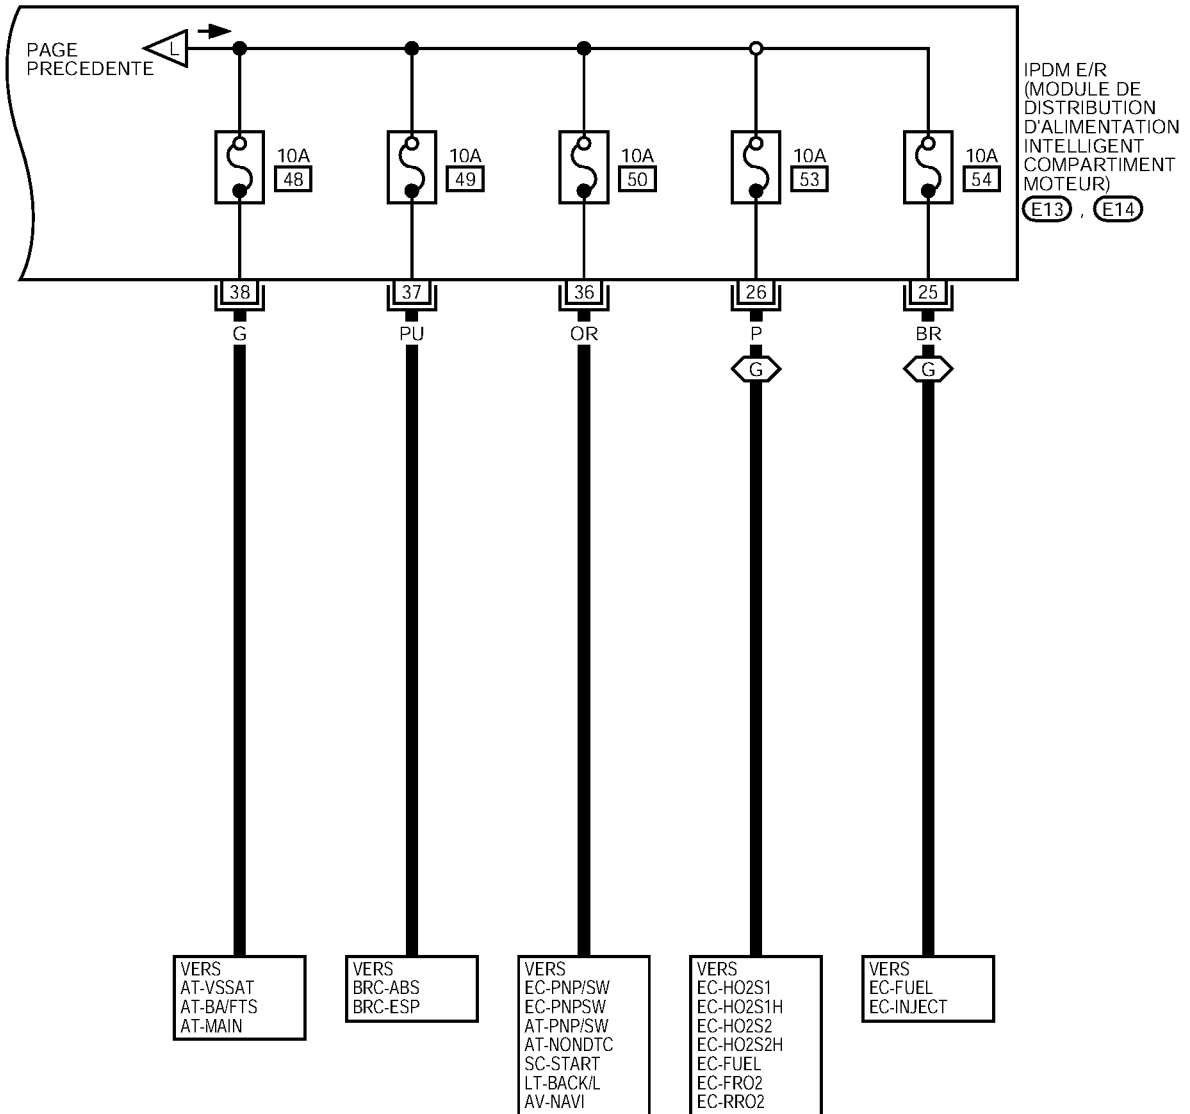 PAGE
PRECEDENTE
L
IPDM E/R
(MODULE DE
DISTRIBUTION
D'ALIMENTATION
INTELLIGENT
COMPARTIMENT
MOTEUR)
E13 , E14
10A
48
10A
49
10A
50
10A
53
10A
54
38
37
36
26
25
G
PU
OR
P
BR
G
G
VERS
AT-VSSAT
AT-BA/FTS
AT-MAIN
VERS
BRC-ABS
BRC-ESP
VERS
EC-PNP/SW
EC-PNPSW
AT-PNP/SW
AT-NONDTC
SC-START
LT-BACK/L
AV-NAVI
VERS
EC-HO2S1
EC-HO2S1H
EC-HO2S2
EC-HO2S2H
EC-FUEL
EC-FRO2
EC-RRO2
VERS
EC-FUEL
EC-INJECT